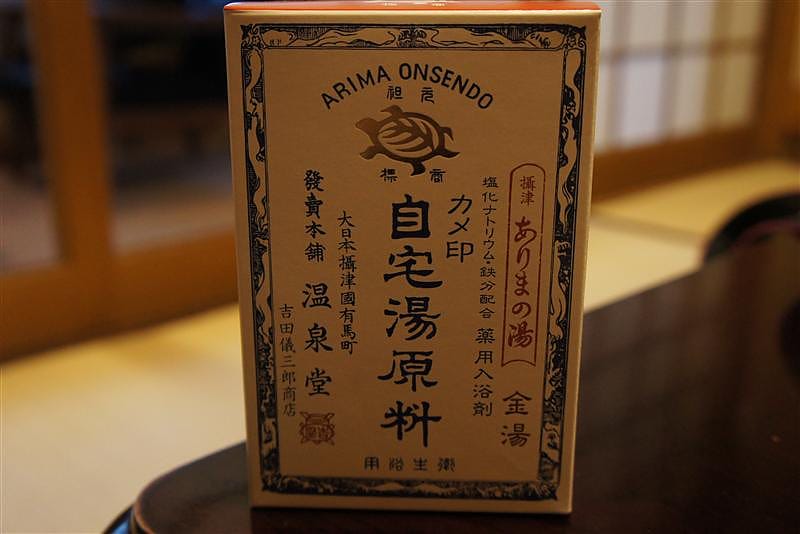 ARIMA ONSENDO
元祖
商標
攝津 ありまの湯
金湯
塩化ナトリウム・鉄分配合 薬用入浴剤
カメ印
自宅湯原料
大日本攝津國有馬町
發賣本舗 温泉堂
吉田儀三郎商店
衛生浴用